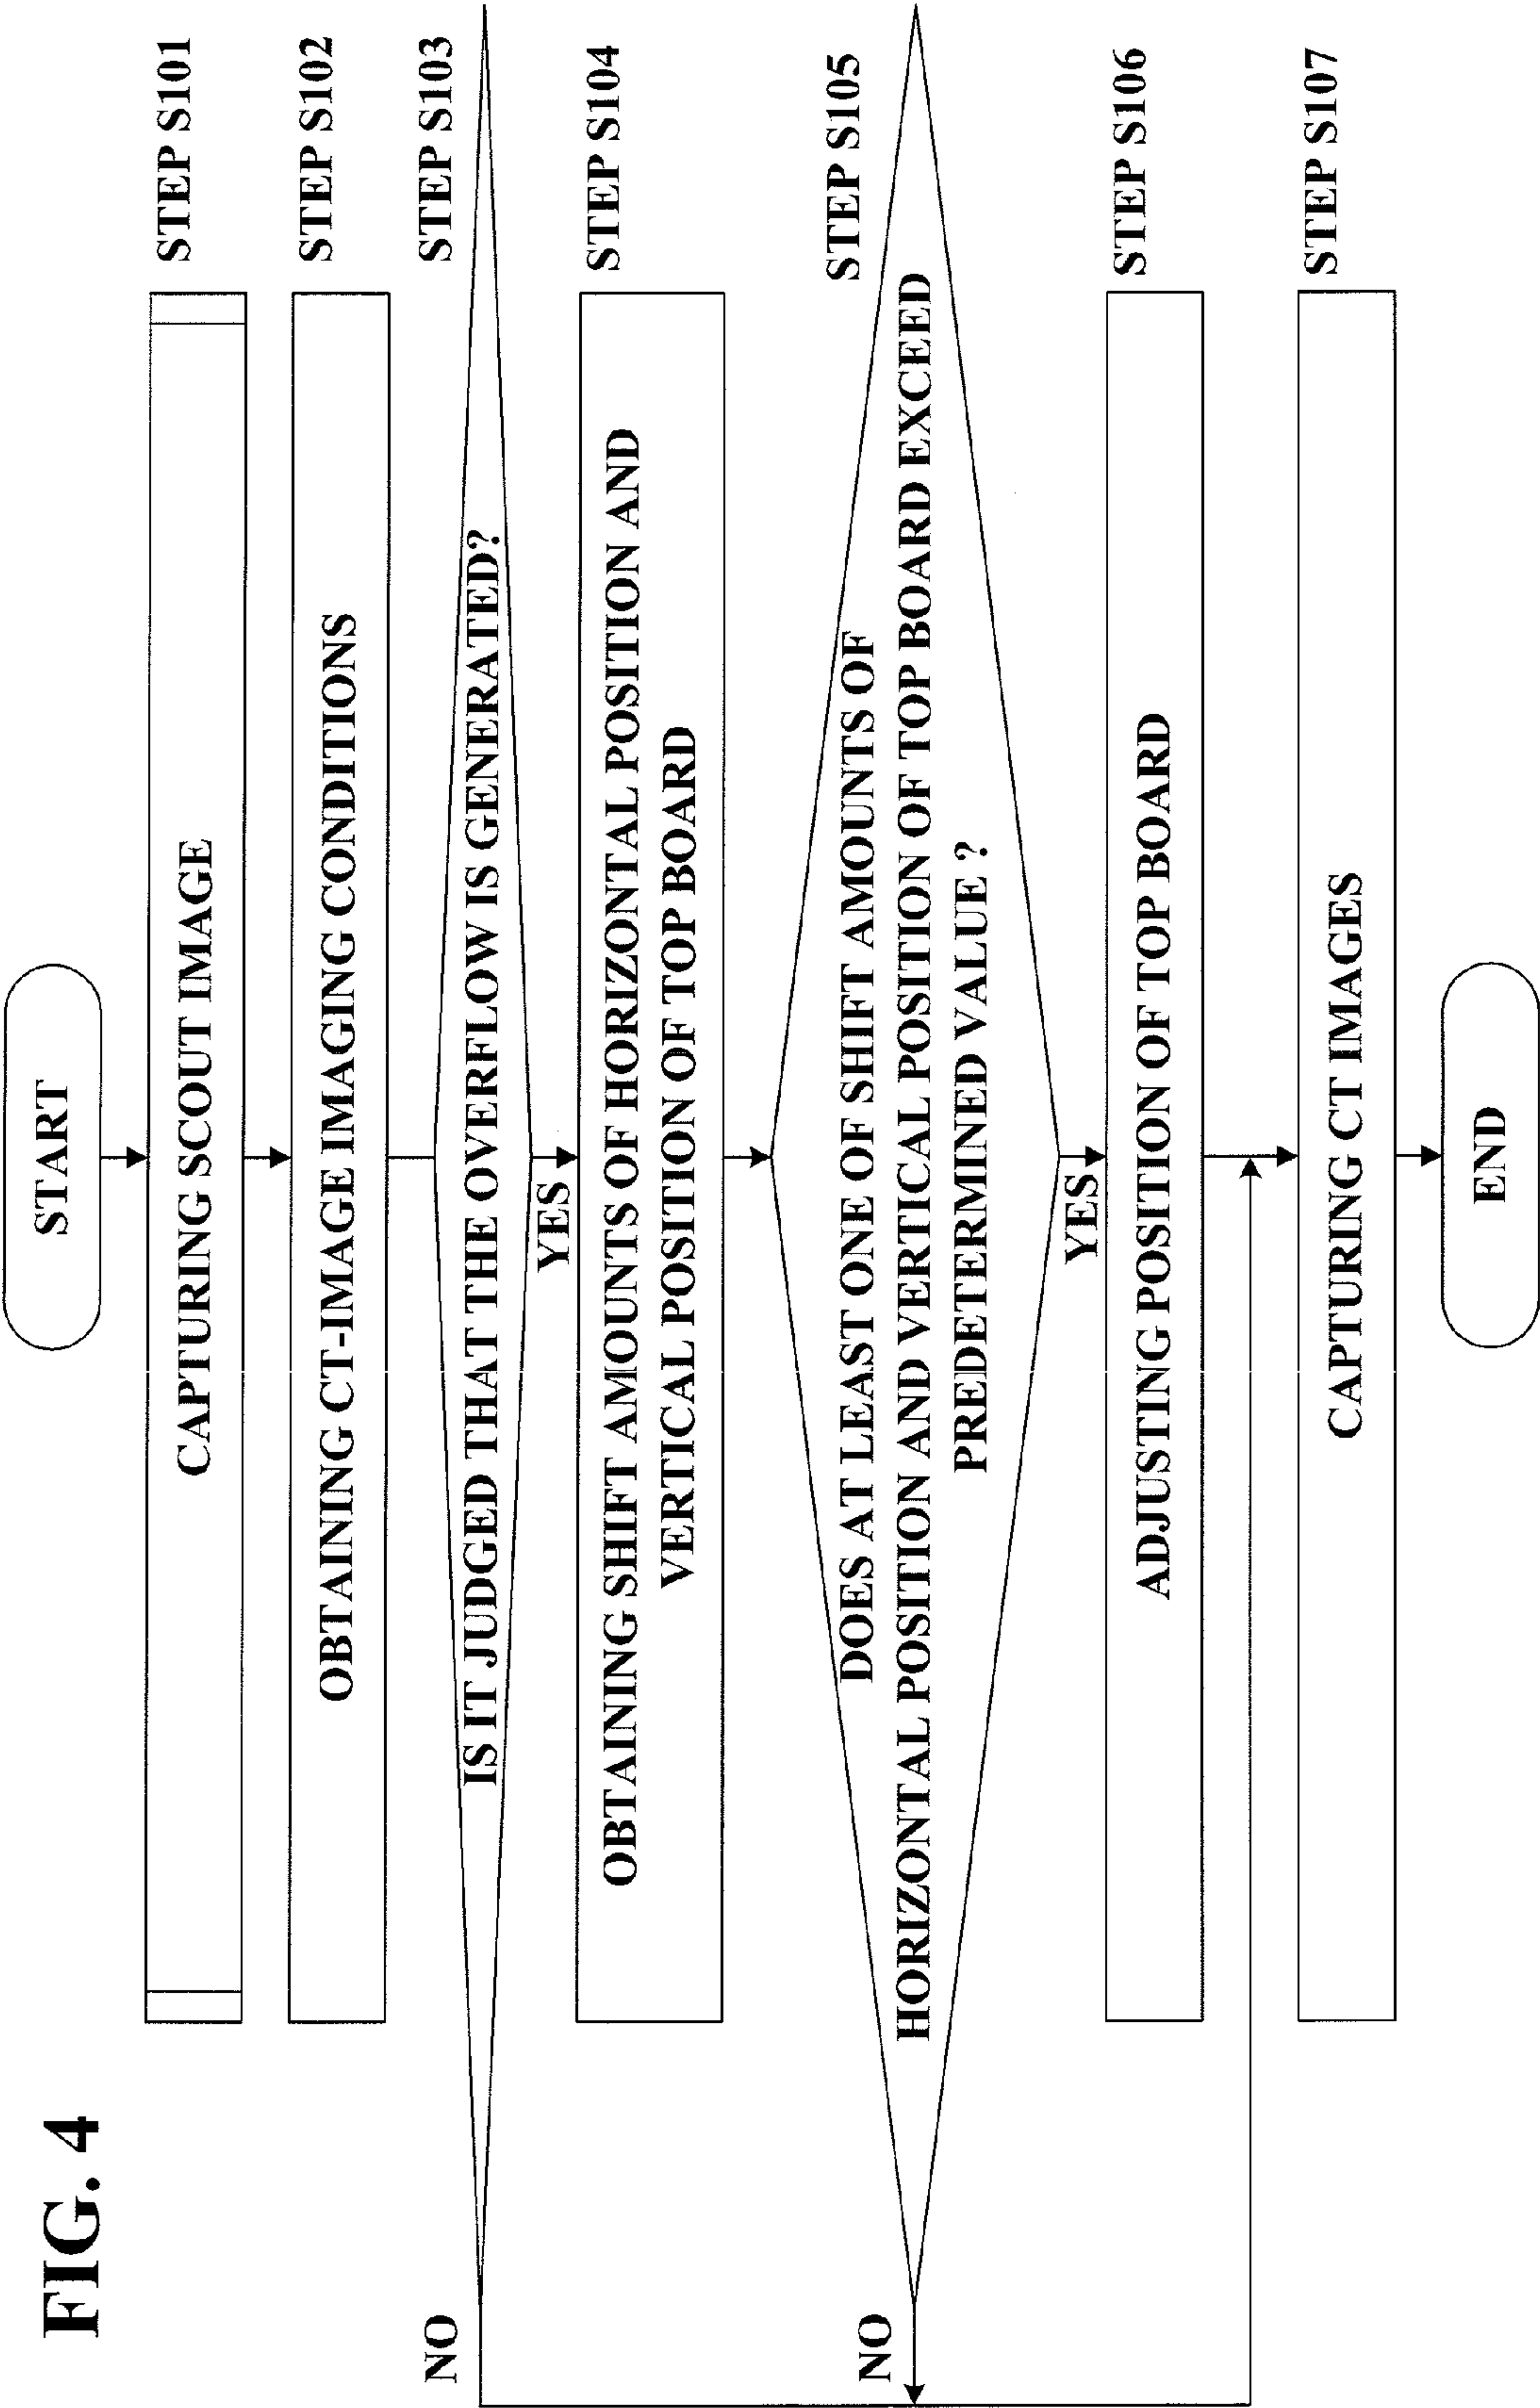 FIG. 4
START
STEP S101
CAPTURING SCOUT IMAGE
STEP S102
OBTAINING CT-IMAGE IMAGING CONDITIONS
STEP S103
IS IT JUDGED THAT THE OVERFLOW IS GENERATED?
NO
YES
STEP S104
OBTAINING SHIFT AMOUNTS OF HORIZONTAL POSITION AND
VERTICAL POSITION OF TOP BOARD
STEP S105
DOES AT LEAST ONE OF SHIFT AMOUNTS OF
HORIZONTAL POSITION AND VERTICAL POSITION OF TOP BOARD EXCEED
PREDETERMINED VALUE ?
NO
YES
STEP S106
ADJUSTING POSITION OF TOP BOARD
STEP S107
CAPTURING CT IMAGES
END